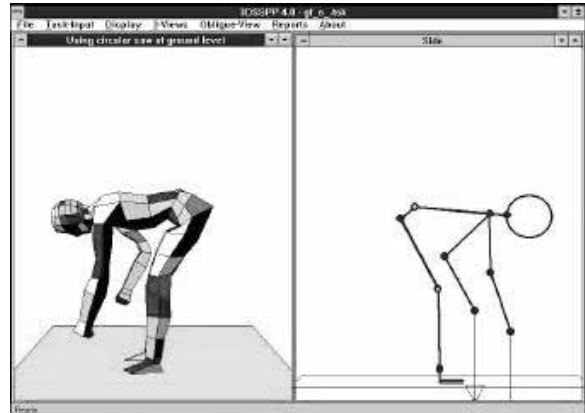 3DSSPP 4.0 - gf_s_.tsk
File Task-Input Display 3-Views Oblique-View Reports About
Using circular saw at ground level
Side
Ready